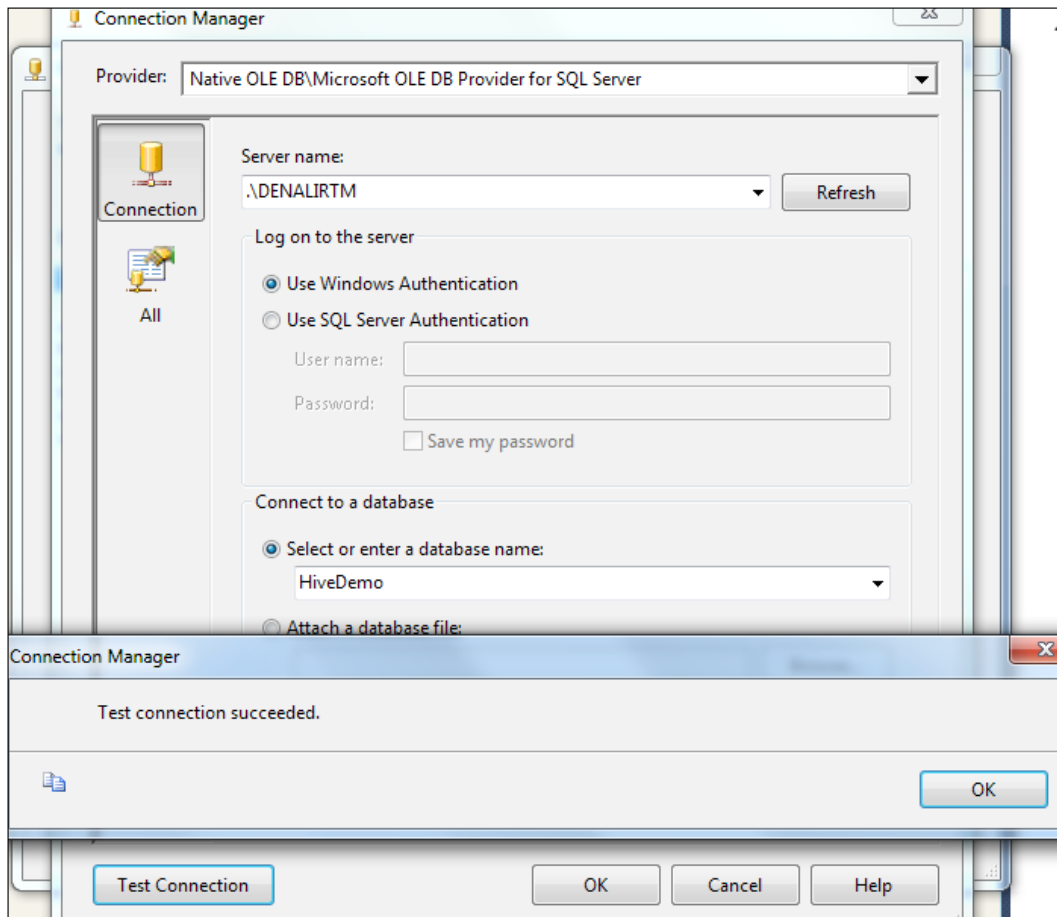 Connection Manager
Provider: Native OLE DB\Microsoft OLE DB Provider for SQL Server
Connection
All
Server name:
.\DENALIRTM Refresh
Log on to the server
Use Windows Authentication
Use SQL Server Authentication
User name:
Password:
Save my password
Connect to a database
Select or enter a database name:
HiveDemo
Attach a database file:
Connection Manager
Test connection succeeded.
OK
Test Connection OK Cancel Help